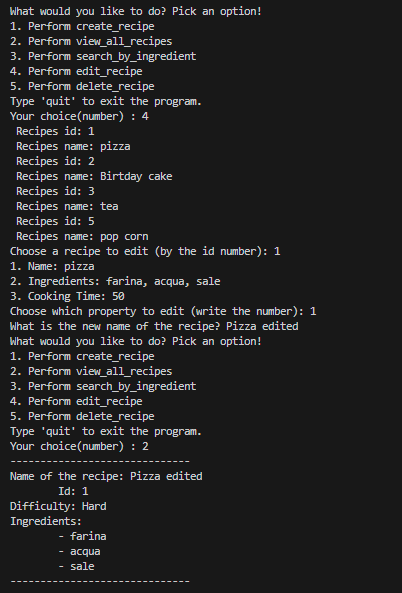 What would you like to do? Pick an option!
1. Perform create_recipe
2. Perform view_all_recipes
3. Perform search_by_ingredient
4. Perform edit_recipe
5. Perform delete_recipe
Type 'quit' to exit the program.
Your choice(number) : 4
Recipes id: 1
Recipes name: pizza
Recipes id: 2
Recipes name: Birtday cake
Recipes id: 3
Recipes name: tea
Recipes id: 5
Recipes name: pop corn
Choose a recipe to edit (by the id number): 1
1. Name: pizza
2. Ingredients: farina, acqua, sale
3. Cooking Time: 50
Choose which property to edit (write the number): 1
What is the new name of the recipe? Pizza edited
What would you like to do? Pick an option!
1. Perform create_recipe
2. Perform view_all_recipes
3. Perform search_by_ingredient
4. Perform edit_recipe
5. Perform delete_recipe
Type 'quit' to exit the program.
Your choice(number) : 2
------------------------------
Name of the recipe: Pizza edited
Id: 1
Difficulty: Hard
Ingredients:
- farina
- acqua
- sale
------------------------------